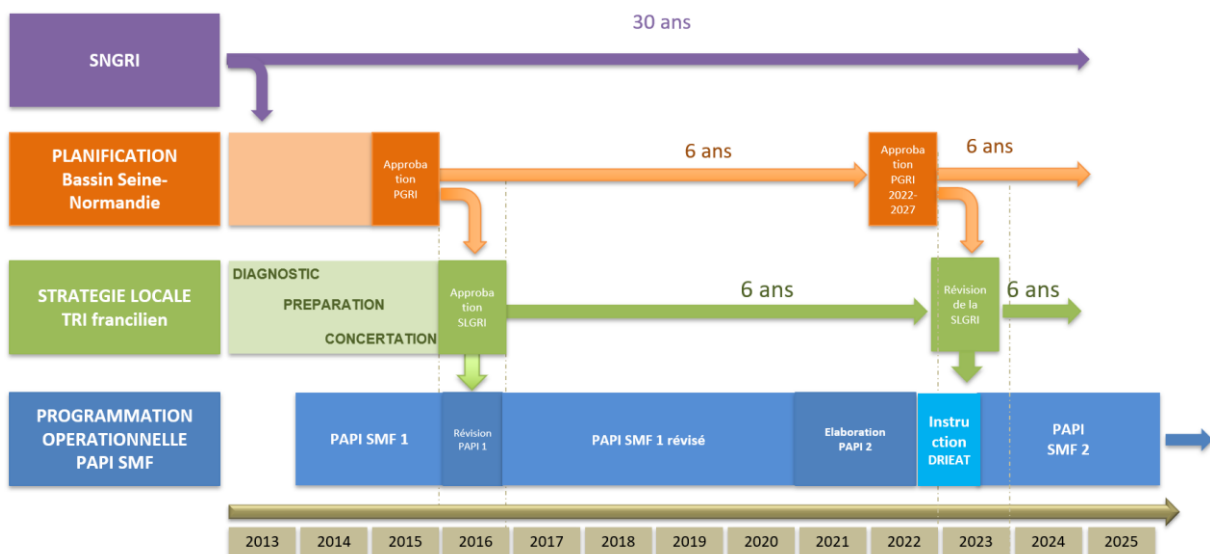 30 ans
SNGRI
PLANIFICATION
Bassin Seine-
Normandie
Approba
tion
PGRI
6 ans
Approba
tion
PGRI
2022-
2027
6 ans
STRATEGIE LOCALE
TRI francilien
DIAGNOSTIC
PREPARATION
CONCERTATION
Approba
tion
SLGRI
6 ans
Révision
de la
SLGRI
6 ans
PROGRAMMATION
OPERATIONNELLE
PAPI SMF
PAPI SMF 1
Révision
PAPI 1
PAPI SMF 1 révisé
Elaboration
PAPI 2
Instru
ction
DRIEAT
PAPI
SMF 2
2013 2014 2015 2016 2017 2018 2019 2020 2021 2022 2023 2024 2025